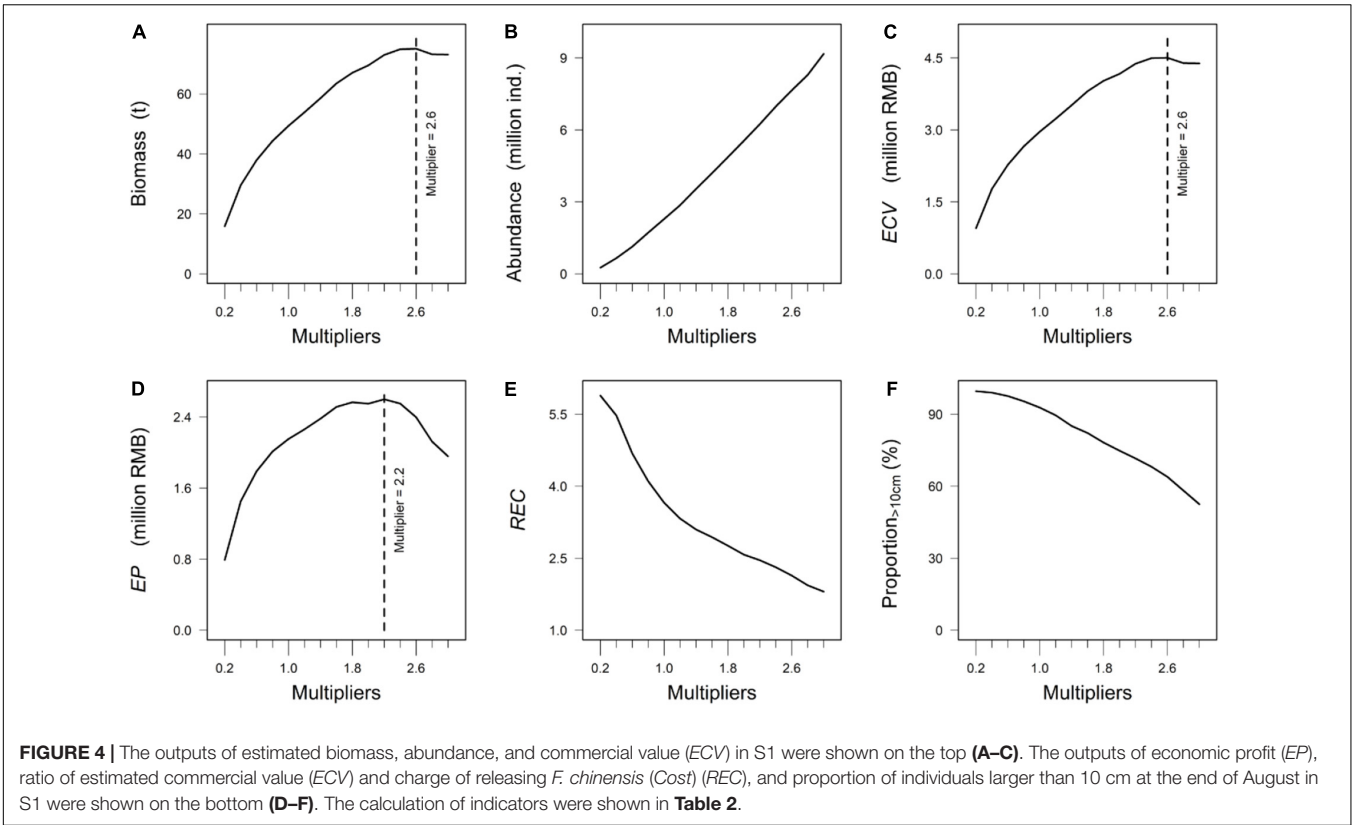 A
Biomass (t)
60
40
20
0
Multiplier = 2.6
0.2 1.0 1.8 2.6
Multipliers
B
Abundance (million ind.)
9
6
3
0
0.2 1.0 1.8 2.6
Multipliers
C
ECV (million RMB)
4.5
3.0
1.5
0.0
Multiplier = 2.6
0.2 1.0 1.8 2.6
Multipliers
D
EP (million RMB)
2.4
1.6
0.8
0.0
Multiplier = 2.2
0.2 1.0 1.8 2.6
Multipliers
E
REC
5.5
4.0
2.5
1.0
0.2 1.0 1.8 2.6
Multipliers
F
Proportion>10cm (%)
90
60
30
0
0.2 1.0 1.8 2.6
Multipliers
FIGURE 4 | The outputs of estimated biomass, abundance, and commercial value (ECV) in S1 were shown on the top (A–C). The outputs of economic profit (EP),
ratio of estimated commercial value (ECV) and charge of releasing F. chinensis (Cost) (REC), and proportion of individuals larger than 10 cm at the end of August in
S1 were shown on the bottom (D–F). The calculation of indicators were shown in Table 2.